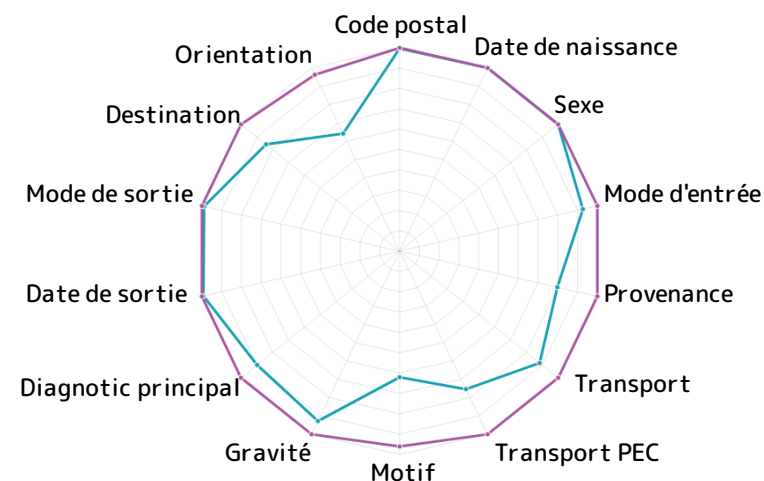 Code postal
Date de naissance
Sexe
Mode d'entrée
Provenance
Transport
Transport PEC
Motif
Gravité
Diagnotic principal
Date de sortie
Mode de sortie
Destination
Orientation